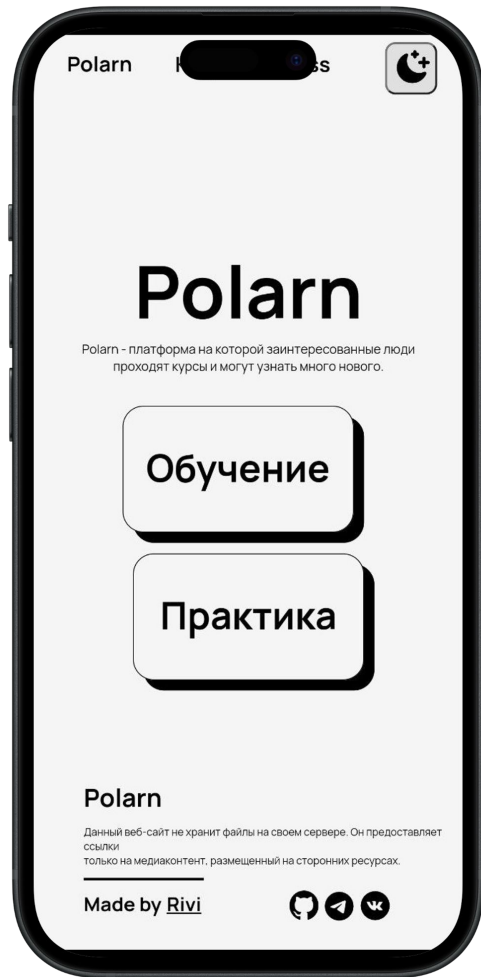 Polarn
Polarn
Polarn - платформа на которой заинтересованные люди
проходят курсы и могут узнать много нового.
Обучение
Практика
Polarn
Данный веб-сайт не хранит файлы на своем сервере. Он предоставляет
ссылки
только на медиаконтент, размещенный на сторонних ресурсах.
Made by Rivi